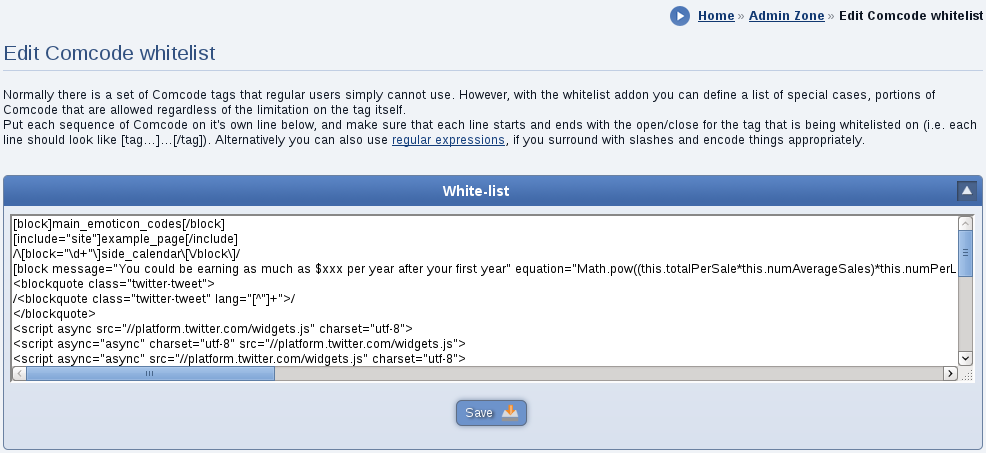 Home » Admin Zone » Edit Comcode whitelist
Edit Comcode whitelist
Normally there is a set of Comcode tags that regular users simply cannot use. However, with the whitelist addon you can define a list of special cases, portions of
Comcode that are allowed regardless of the limitation on the tag itself.
Put each sequence of Comcode on it's own line below, and make sure that each line starts and ends with the open/close for the tag that is being whitelisted on (i.e. each
line should look like [tag...]...[/tag]). Alternatively you can also use regular expressions, if you surround with slashes and encode things appropriately.
White-list
[block]main_emoticon_codes[/block]
[include="site"]example_page[/include]
/\[block="\d+"\]side_calendar\[\/block\]/
[block message="You could be earning as much as $xxx per year after your first year" equation="Math.pow((this.totalPerSale*this.numAverageSales)*this.numPerL
<blockquote class="twitter-tweet">
/<blockquote class="twitter-tweet" lang="[^"]+">/
</blockquote>
<script async src="//platform.twitter.com/widgets.js" charset="utf-8">
<script async="async" charset="utf-8" src="//platform.twitter.com/widgets.js">
<script async="async" src="//platform.twitter.com/widgets.js" charset="utf-8">
Save